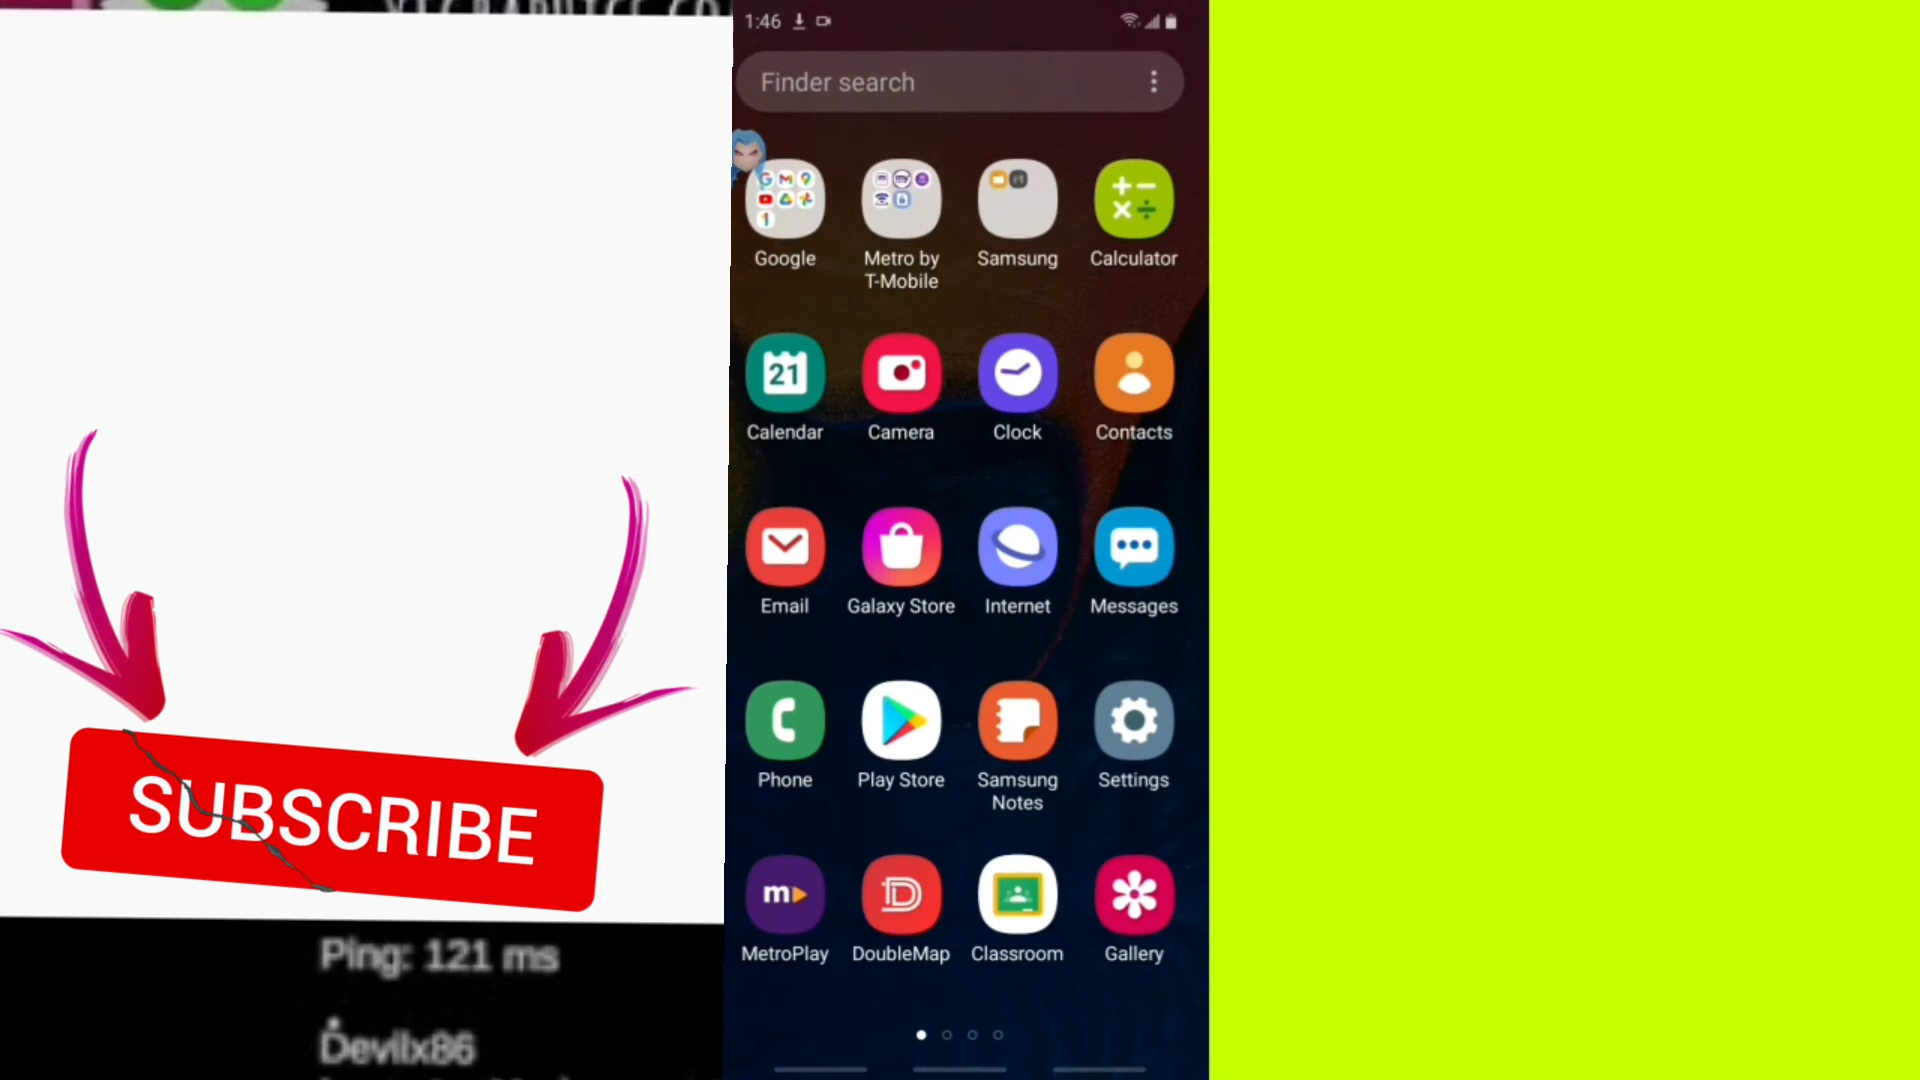 SUBSCRIBE
Ping: 121 ms
Devilx86
1:46
Finder search
Google
Metro by
T-Mobile
Samsung
Calculator
21
Calendar
Camera
Clock
Contacts
Email
Galaxy Store
Internet
Messages
Phone
Play Store
Samsung
Notes
Settings
m
MetroPlay
DoubleMap
Classroom
Gallery